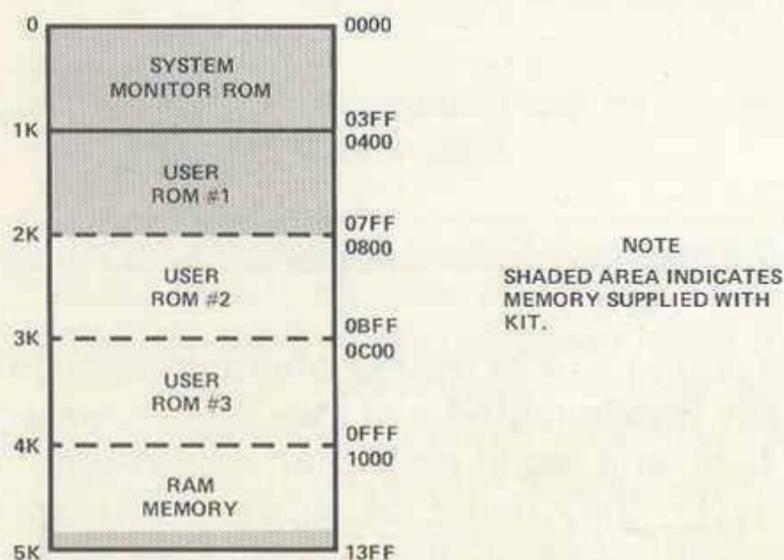 0
0000
SYSTEM
MONITOR ROM
03FF
1K
0400
USER
ROM #1
07FF
2K
0800
USER
ROM #2
0BFF
3K
0C00
USER
ROM #3
0FFF
4K
1000
RAM
MEMORY
5K
13FF
NOTE
SHADED AREA INDICATES
MEMORY SUPPLIED WITH
KIT.